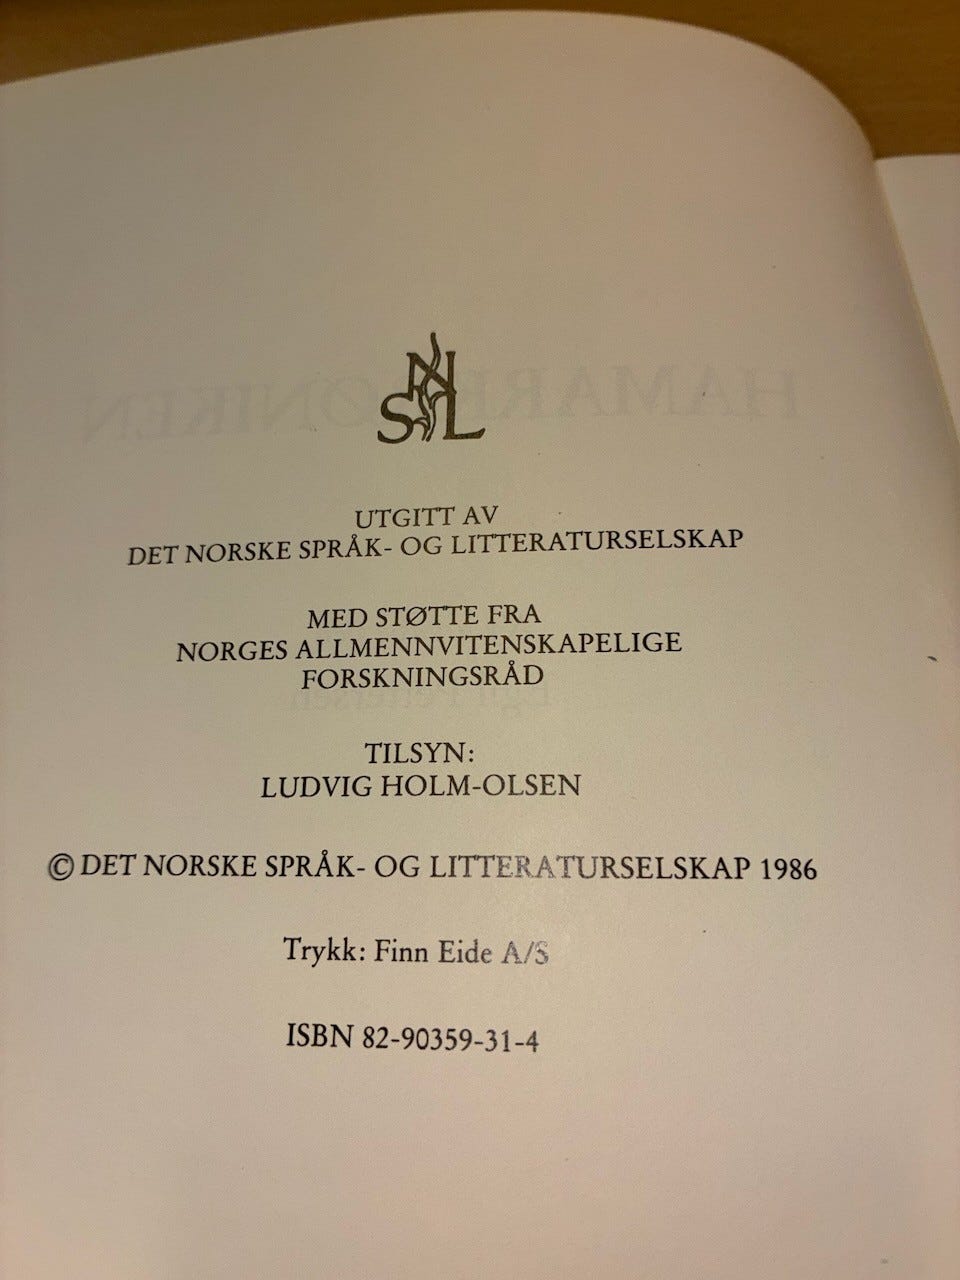 NSL
UTGITT AV
DET NORSKE SPRÅK- OG LITTERATURSELSKAP
MED STØTTE FRA
NORGES ALLMENNVITENSKAPELIGE
FORSKNINGSRÅD
TILSYN:
LUDVIG HOLM-OLSEN
© DET NORSKE SPRÅK- OG LITTERATURSELSKAP 1986
Trykk: Finn Eide A/S
ISBN 82-90359-31-4